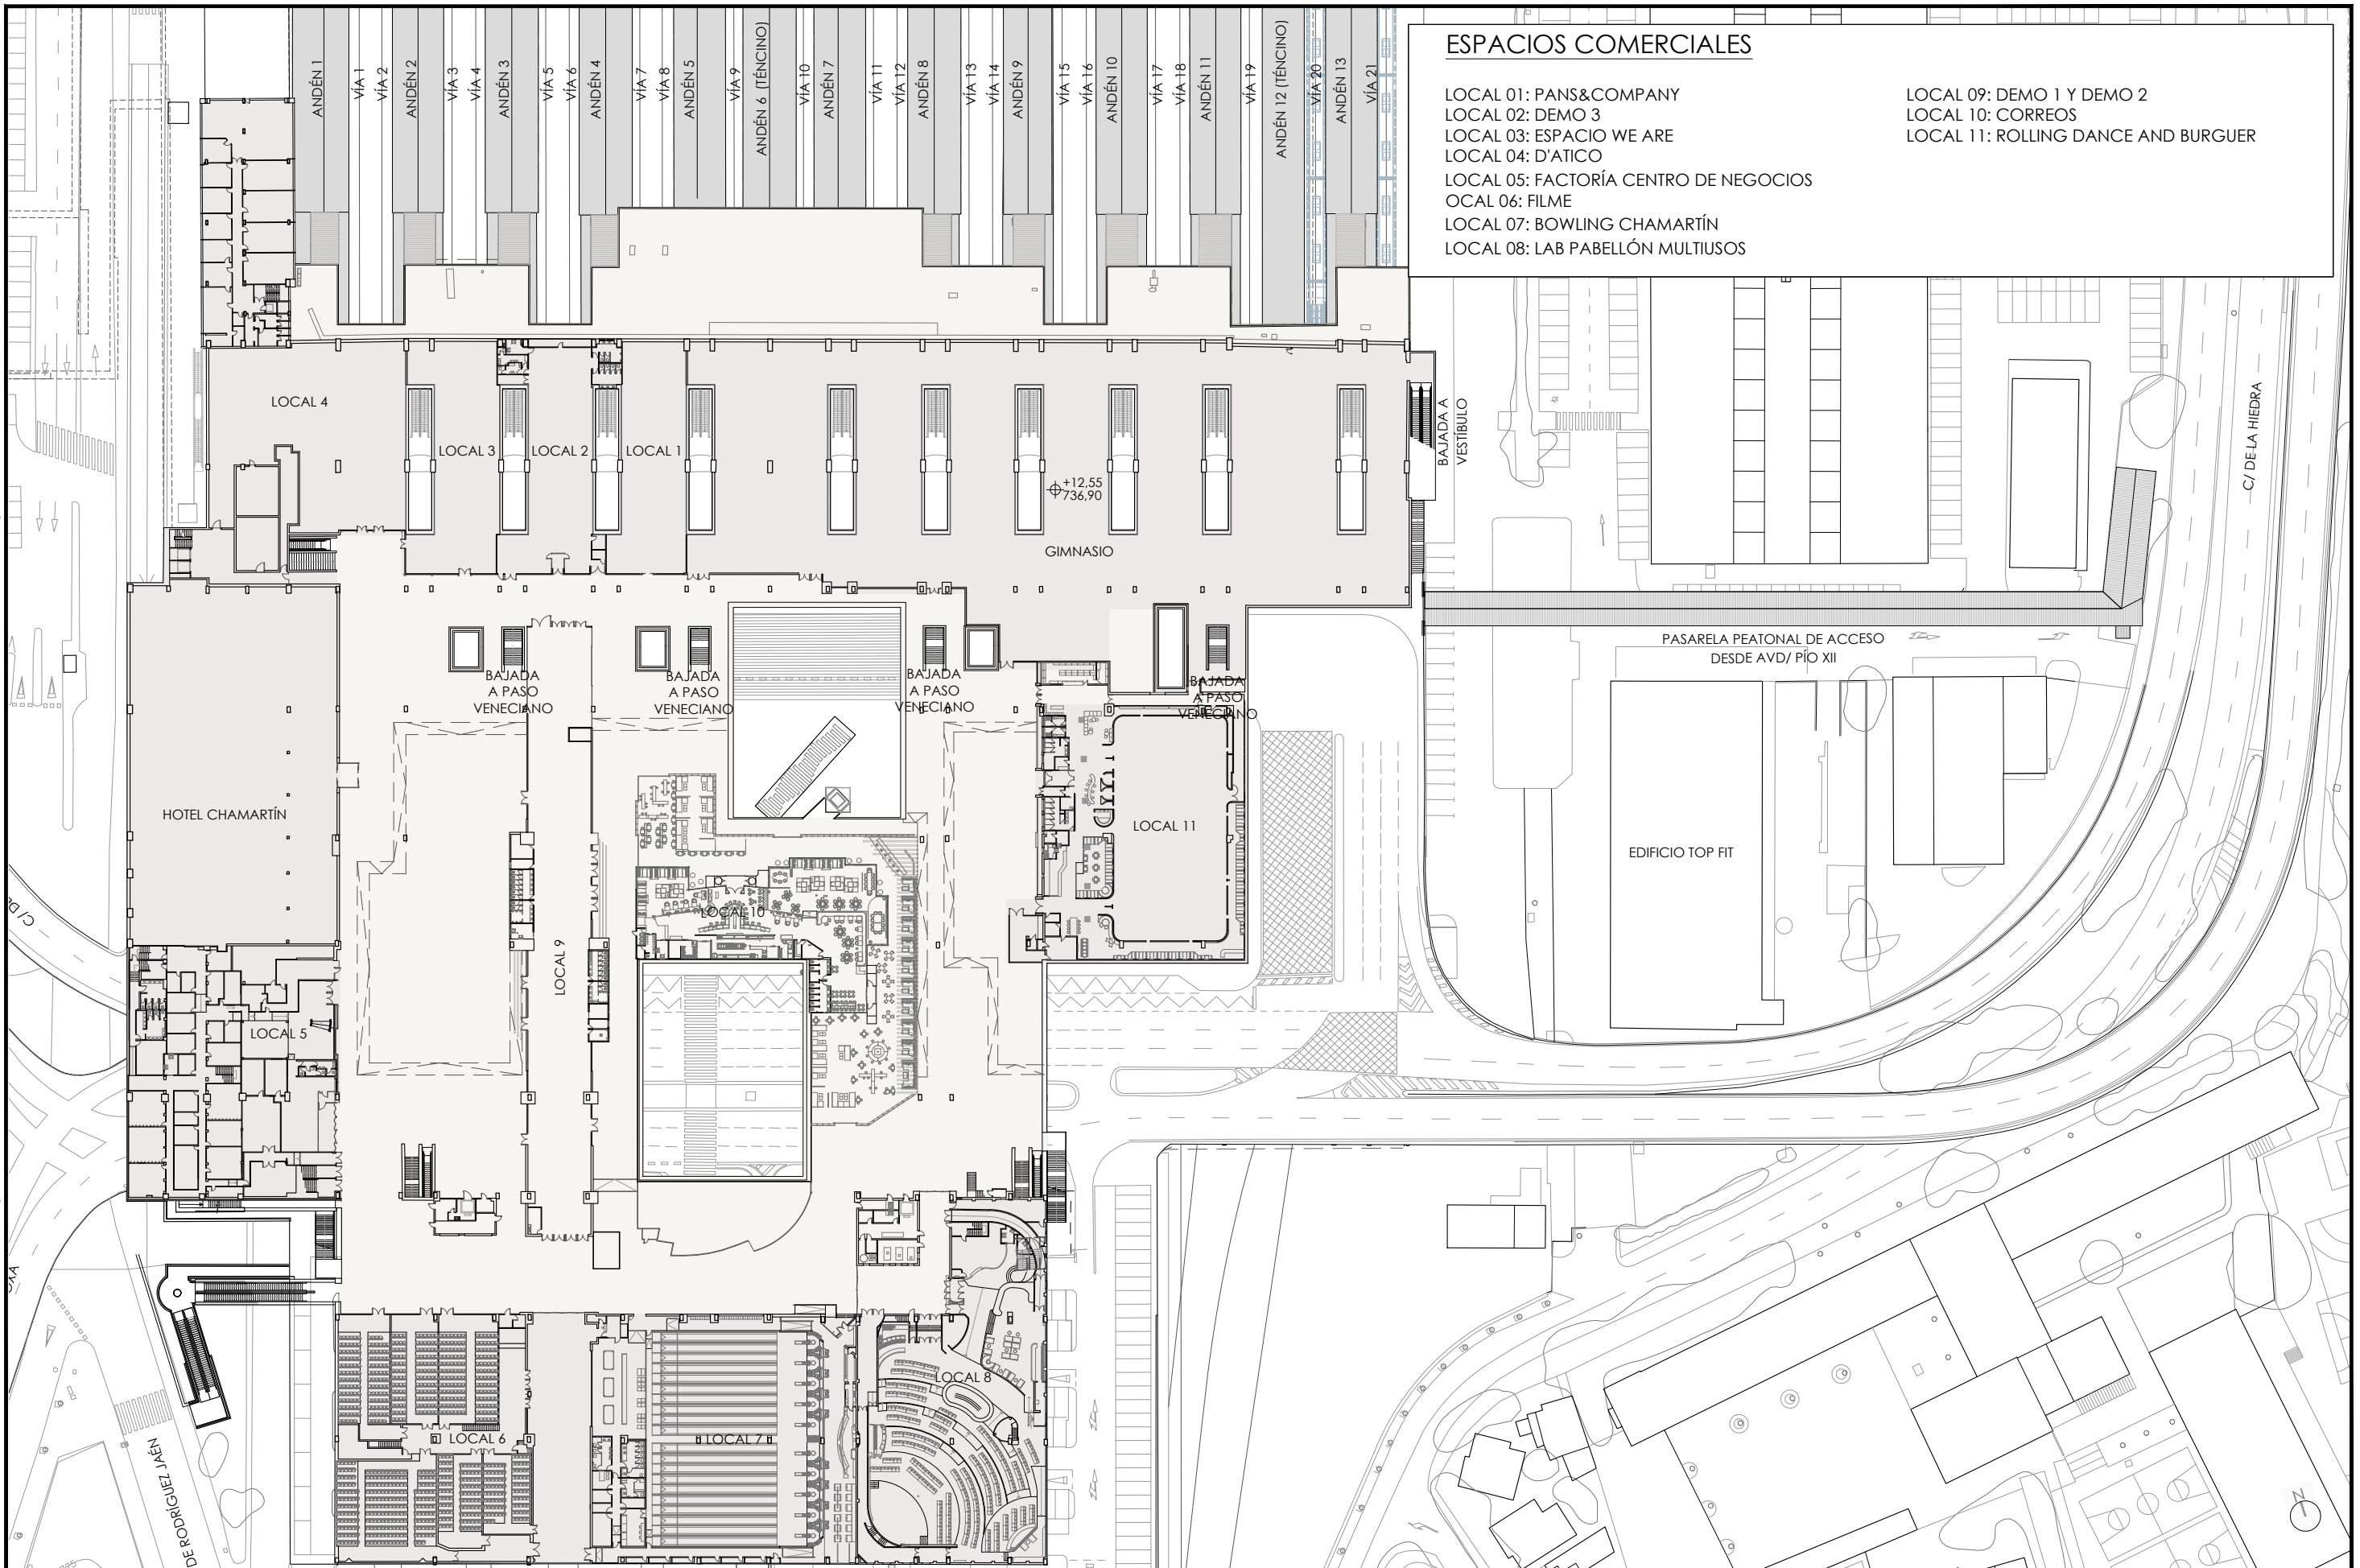 ANDÉN 1
VÍA 1
VÍA 2
ANDÉN 2
VÍA 3
VÍA 4
ANDÉN 3
VÍA 5
VÍA 6
ANDÉN 4
VÍA 7
VÍA 8
ANDÉN 5
VÍA 9
ANDÉN 6 (TÉNCINO)
VÍA 10
ANDÉN 7
VÍA 11
VÍA 12
ANDÉN 8
VÍA 13
VÍA 14
ANDÉN 9
VÍA 15
VÍA 16
ANDÉN 10
VÍA 17
VÍA 18
ANDÉN 11
VÍA 19
ANDÉN 12 (TÉNCINO)
VÍA 20
ANDÉN 13
VÍA 21
ESPACIOS COMERCIALES
LOCAL 01: PANS&COMPANY
LOCAL 02: DEMO 3
LOCAL 03: ESPACIO WE ARE
LOCAL 04: D'ATICO
LOCAL 05: FACTORÍA CENTRO DE NEGOCIOS
OCAL 06: FILME
LOCAL 07: BOWLING CHAMARTÍN
LOCAL 08: LAB PABELLÓN MULTIUSOS
LOCAL 09: DEMO 1 Y DEMO 2
LOCAL 10: CORREOS
LOCAL 11: ROLLING DANCE AND BURGUER
LOCAL 4
LOCAL 3
LOCAL 2
LOCAL 1
+12,55
736,90
GIMNASIO
BAJADA A
VESTÍBULO
C/ DE LA HIEDRA
PASARELA PEATONAL DE ACCESO
DESDE AVD/ PÍO XII
BAJADA
A PASO
VENECIANO
BAJADA
A PASO
VENECIANO
BAJADA
A PASO
VENECIANO
BAJADA
A PASO
VENECIANO
HOTEL CHAMARTÍN
LOCAL 11
EDIFICIO TOP FIT
LOCAL 10
LOCAL 9
LOCAL 5
C/ D
LOCAL 8
LOCAL 6
LOCAL 7
DE RODRÍGUEZ JAÉN
N